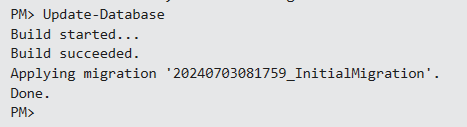 PM> Update-Database
Build started...
Build succeeded.
Applying migration '20240703081759_InitialMigration'.
Done.
PM>